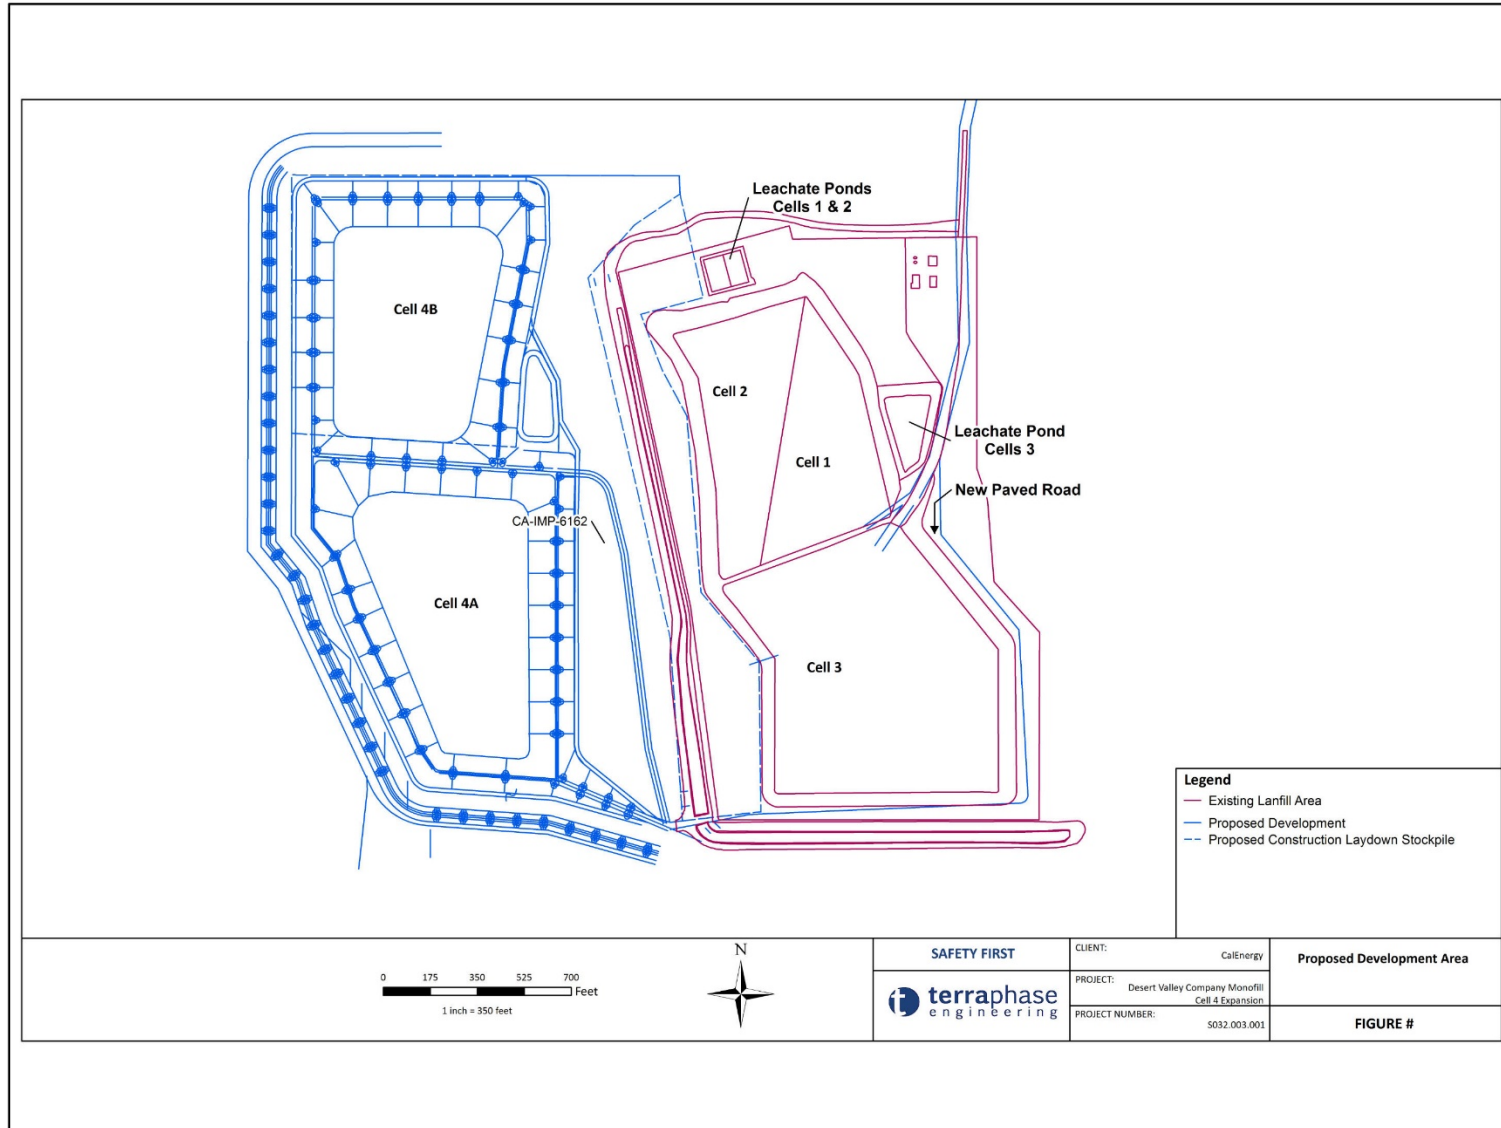 Leachate Ponds
Cells 1 & 2
Cell 4B
Cell 2
Leachate Pond
Cells 3
Cell 1
New Paved Road
CA-IMP-6162
Cell 4A
Cell 3
Legend
Existing Lanfill Area
Proposed Development
Proposed Construction Laydown Stockpile
0 175 350 525 700
Feet
1 inch = 350 feet
N
SAFETY FIRST
terraphase
engineering
CLIENT:
CalEnergy
PROJECT:
Desert Valley Company Monofill
Cell 4 Expansion
PROJECT NUMBER:
S032.003.001
Proposed Development Area
FIGURE #